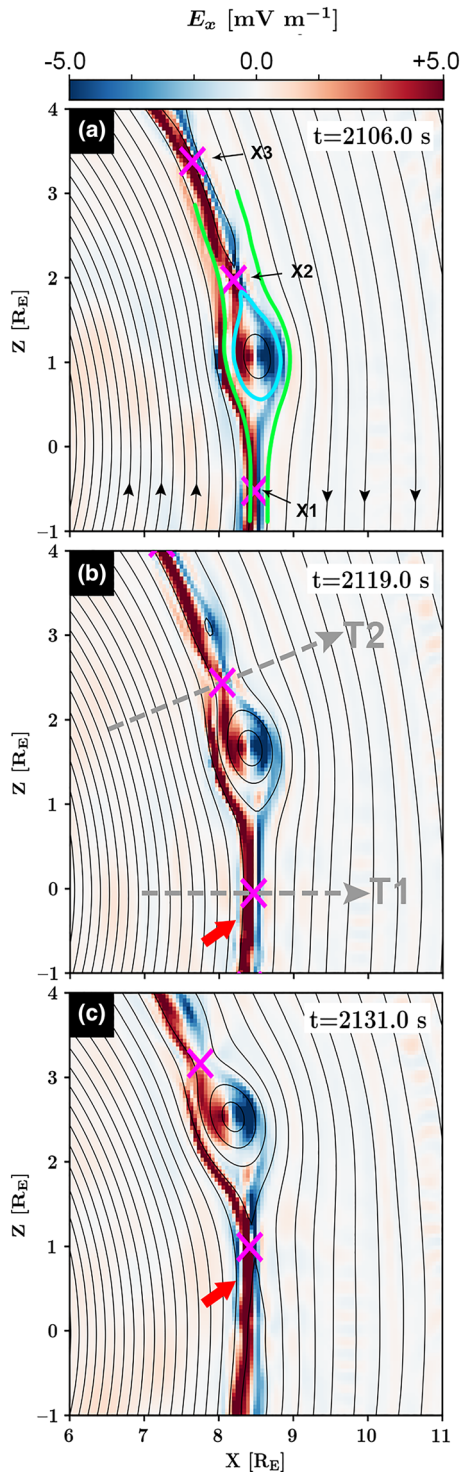 E_x [mV m⁻¹]
-5.0 0.0 +5.0
(a) t=2106.0 s
4
X3
3
X2
2
Z [R_E]
1
0
X1
−1
(b) t=2119.0 s
4
T2
3
2
Z [R_E]
1
0
T1
−1
(c) t=2131.0 s
4
3
2
Z [R_E]
1
0
−1
6 7 8 9 10 11
X [R_E]